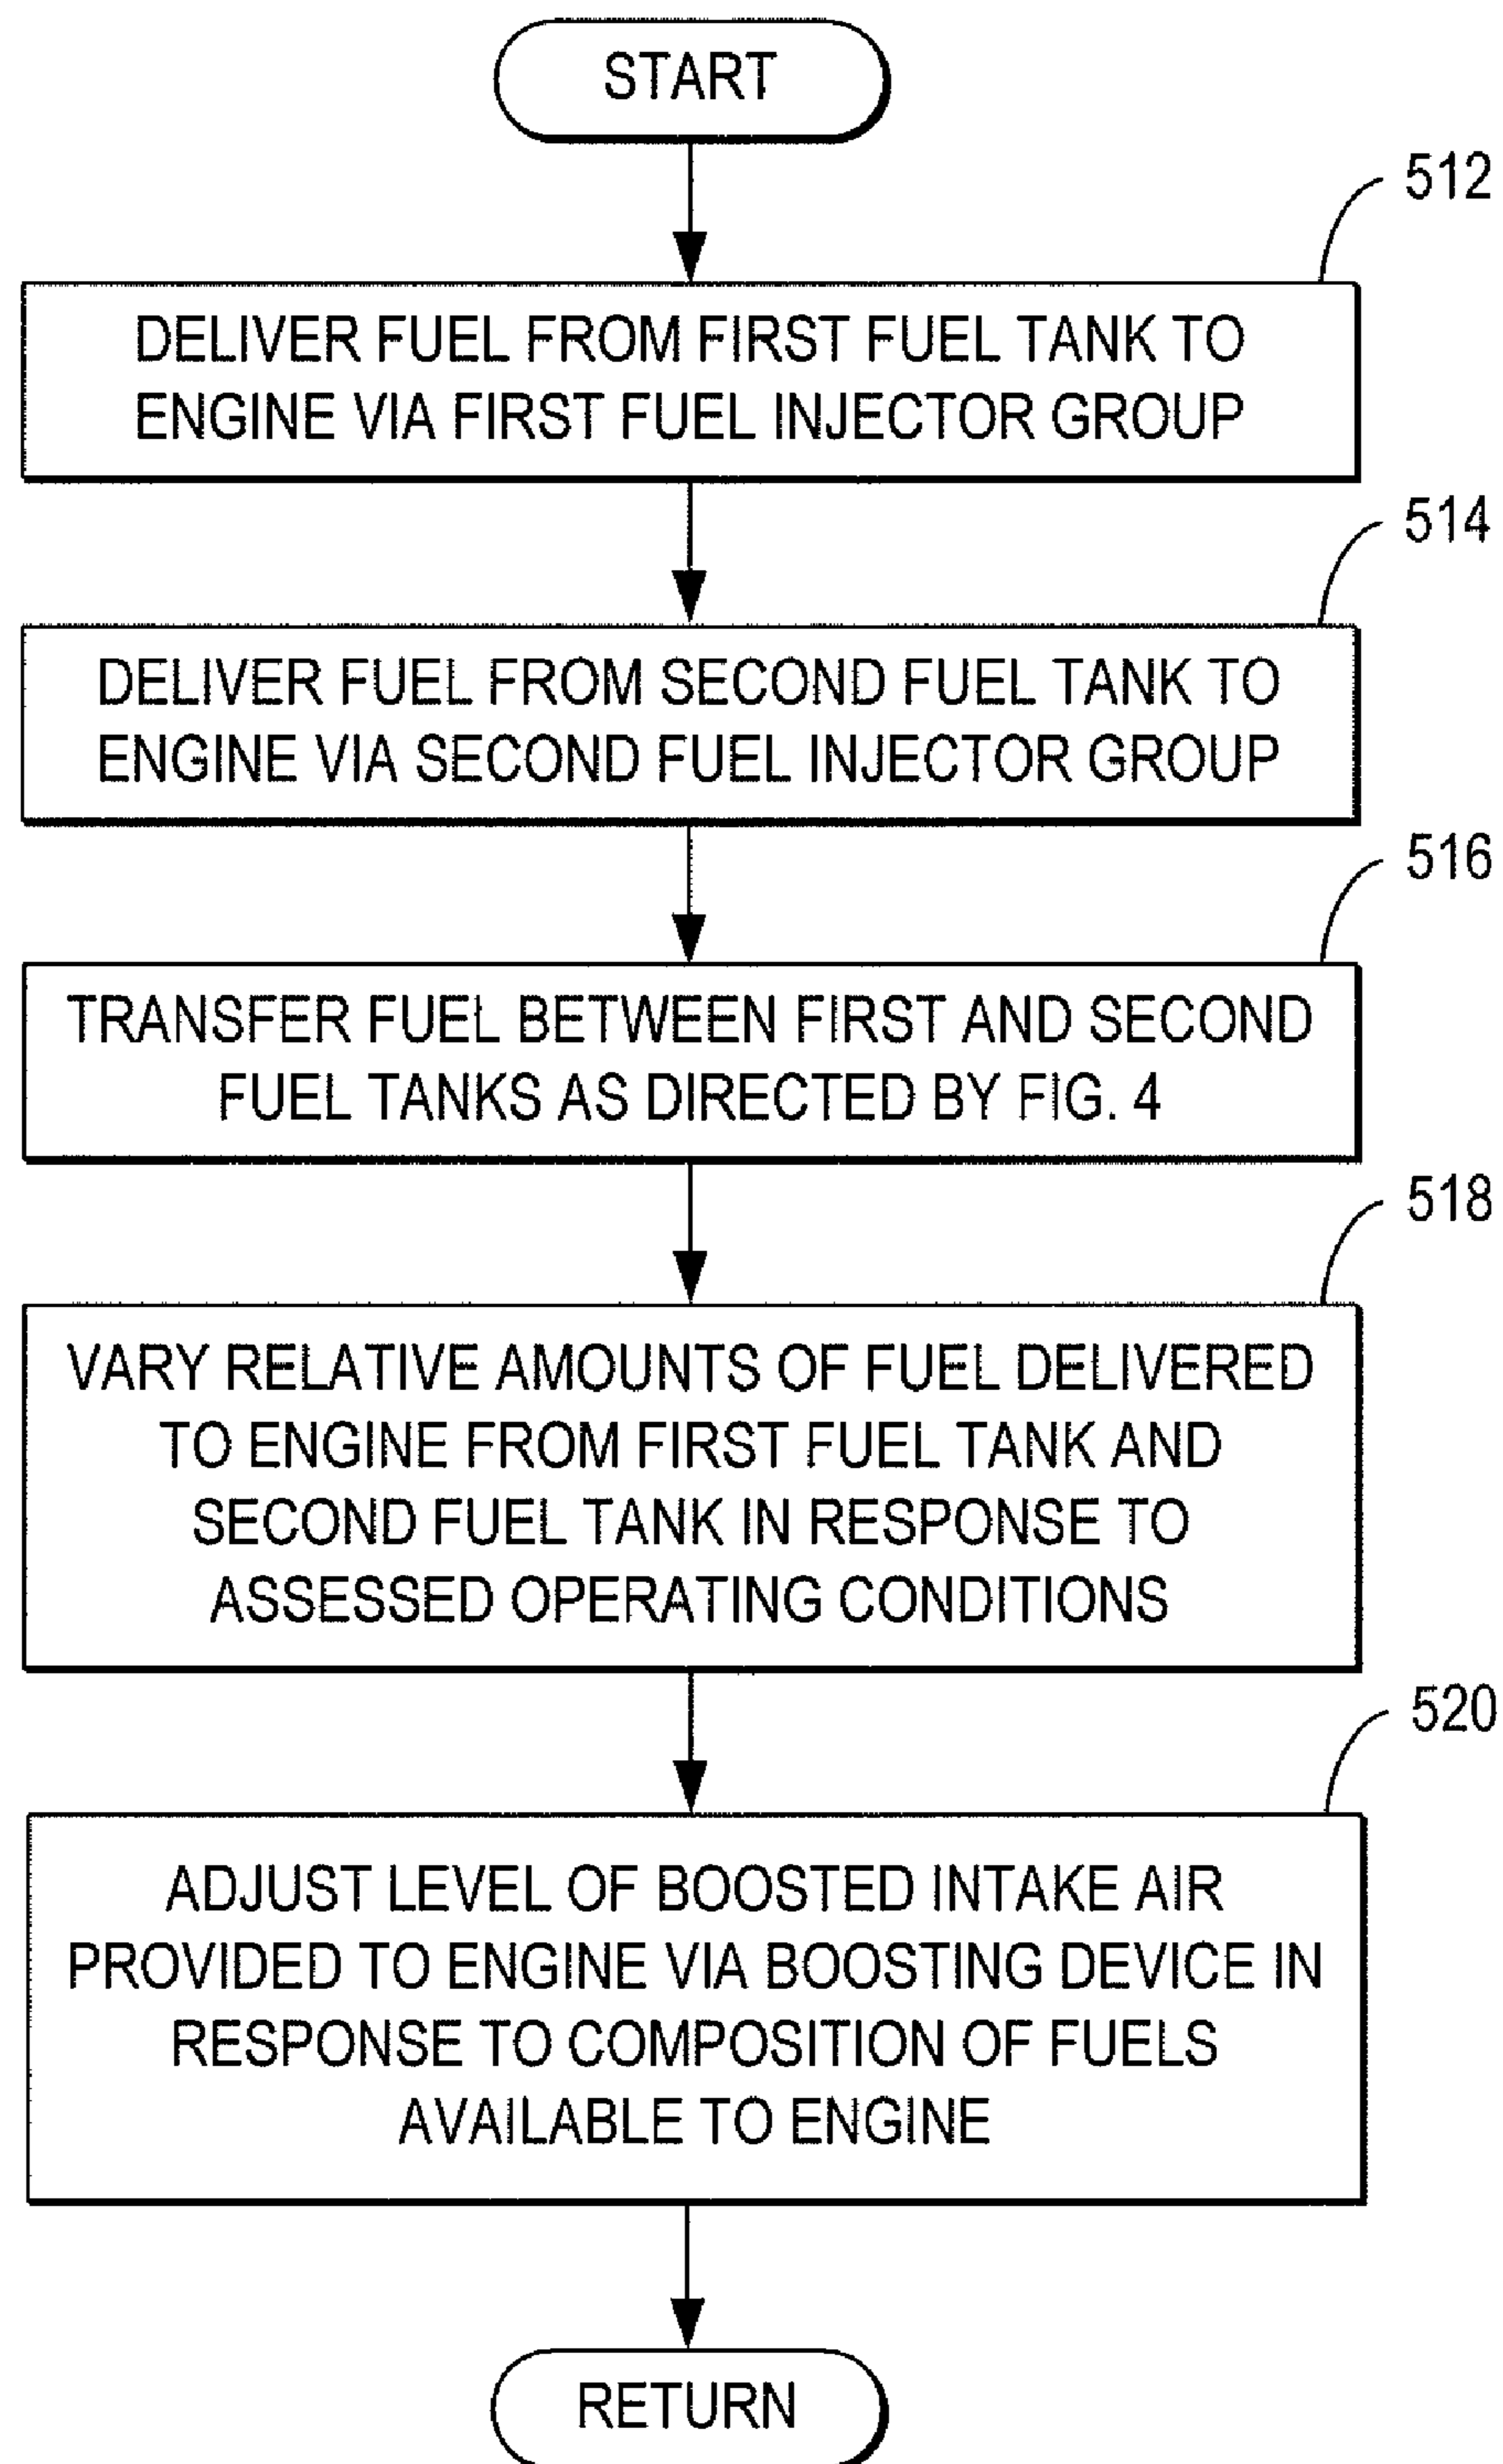 START
512
DELIVER FUEL FROM FIRST FUEL TANK TO
ENGINE VIA FIRST FUEL INJECTOR GROUP
514
DELIVER FUEL FROM SECOND FUEL TANK TO
ENGINE VIA SECOND FUEL INJECTOR GROUP
516
TRANSFER FUEL BETWEEN FIRST AND SECOND
FUEL TANKS AS DIRECTED BY FIG. 4
518
VARY RELATIVE AMOUNTS OF FUEL DELIVERED
TO ENGINE FROM FIRST FUEL TANK AND
SECOND FUEL TANK IN RESPONSE TO
ASSESSED OPERATING CONDITIONS
520
ADJUST LEVEL OF BOOSTED INTAKE AIR
PROVIDED TO ENGINE VIA BOOSTING DEVICE IN
RESPONSE TO COMPOSITION OF FUELS
AVAILABLE TO ENGINE
RETURN